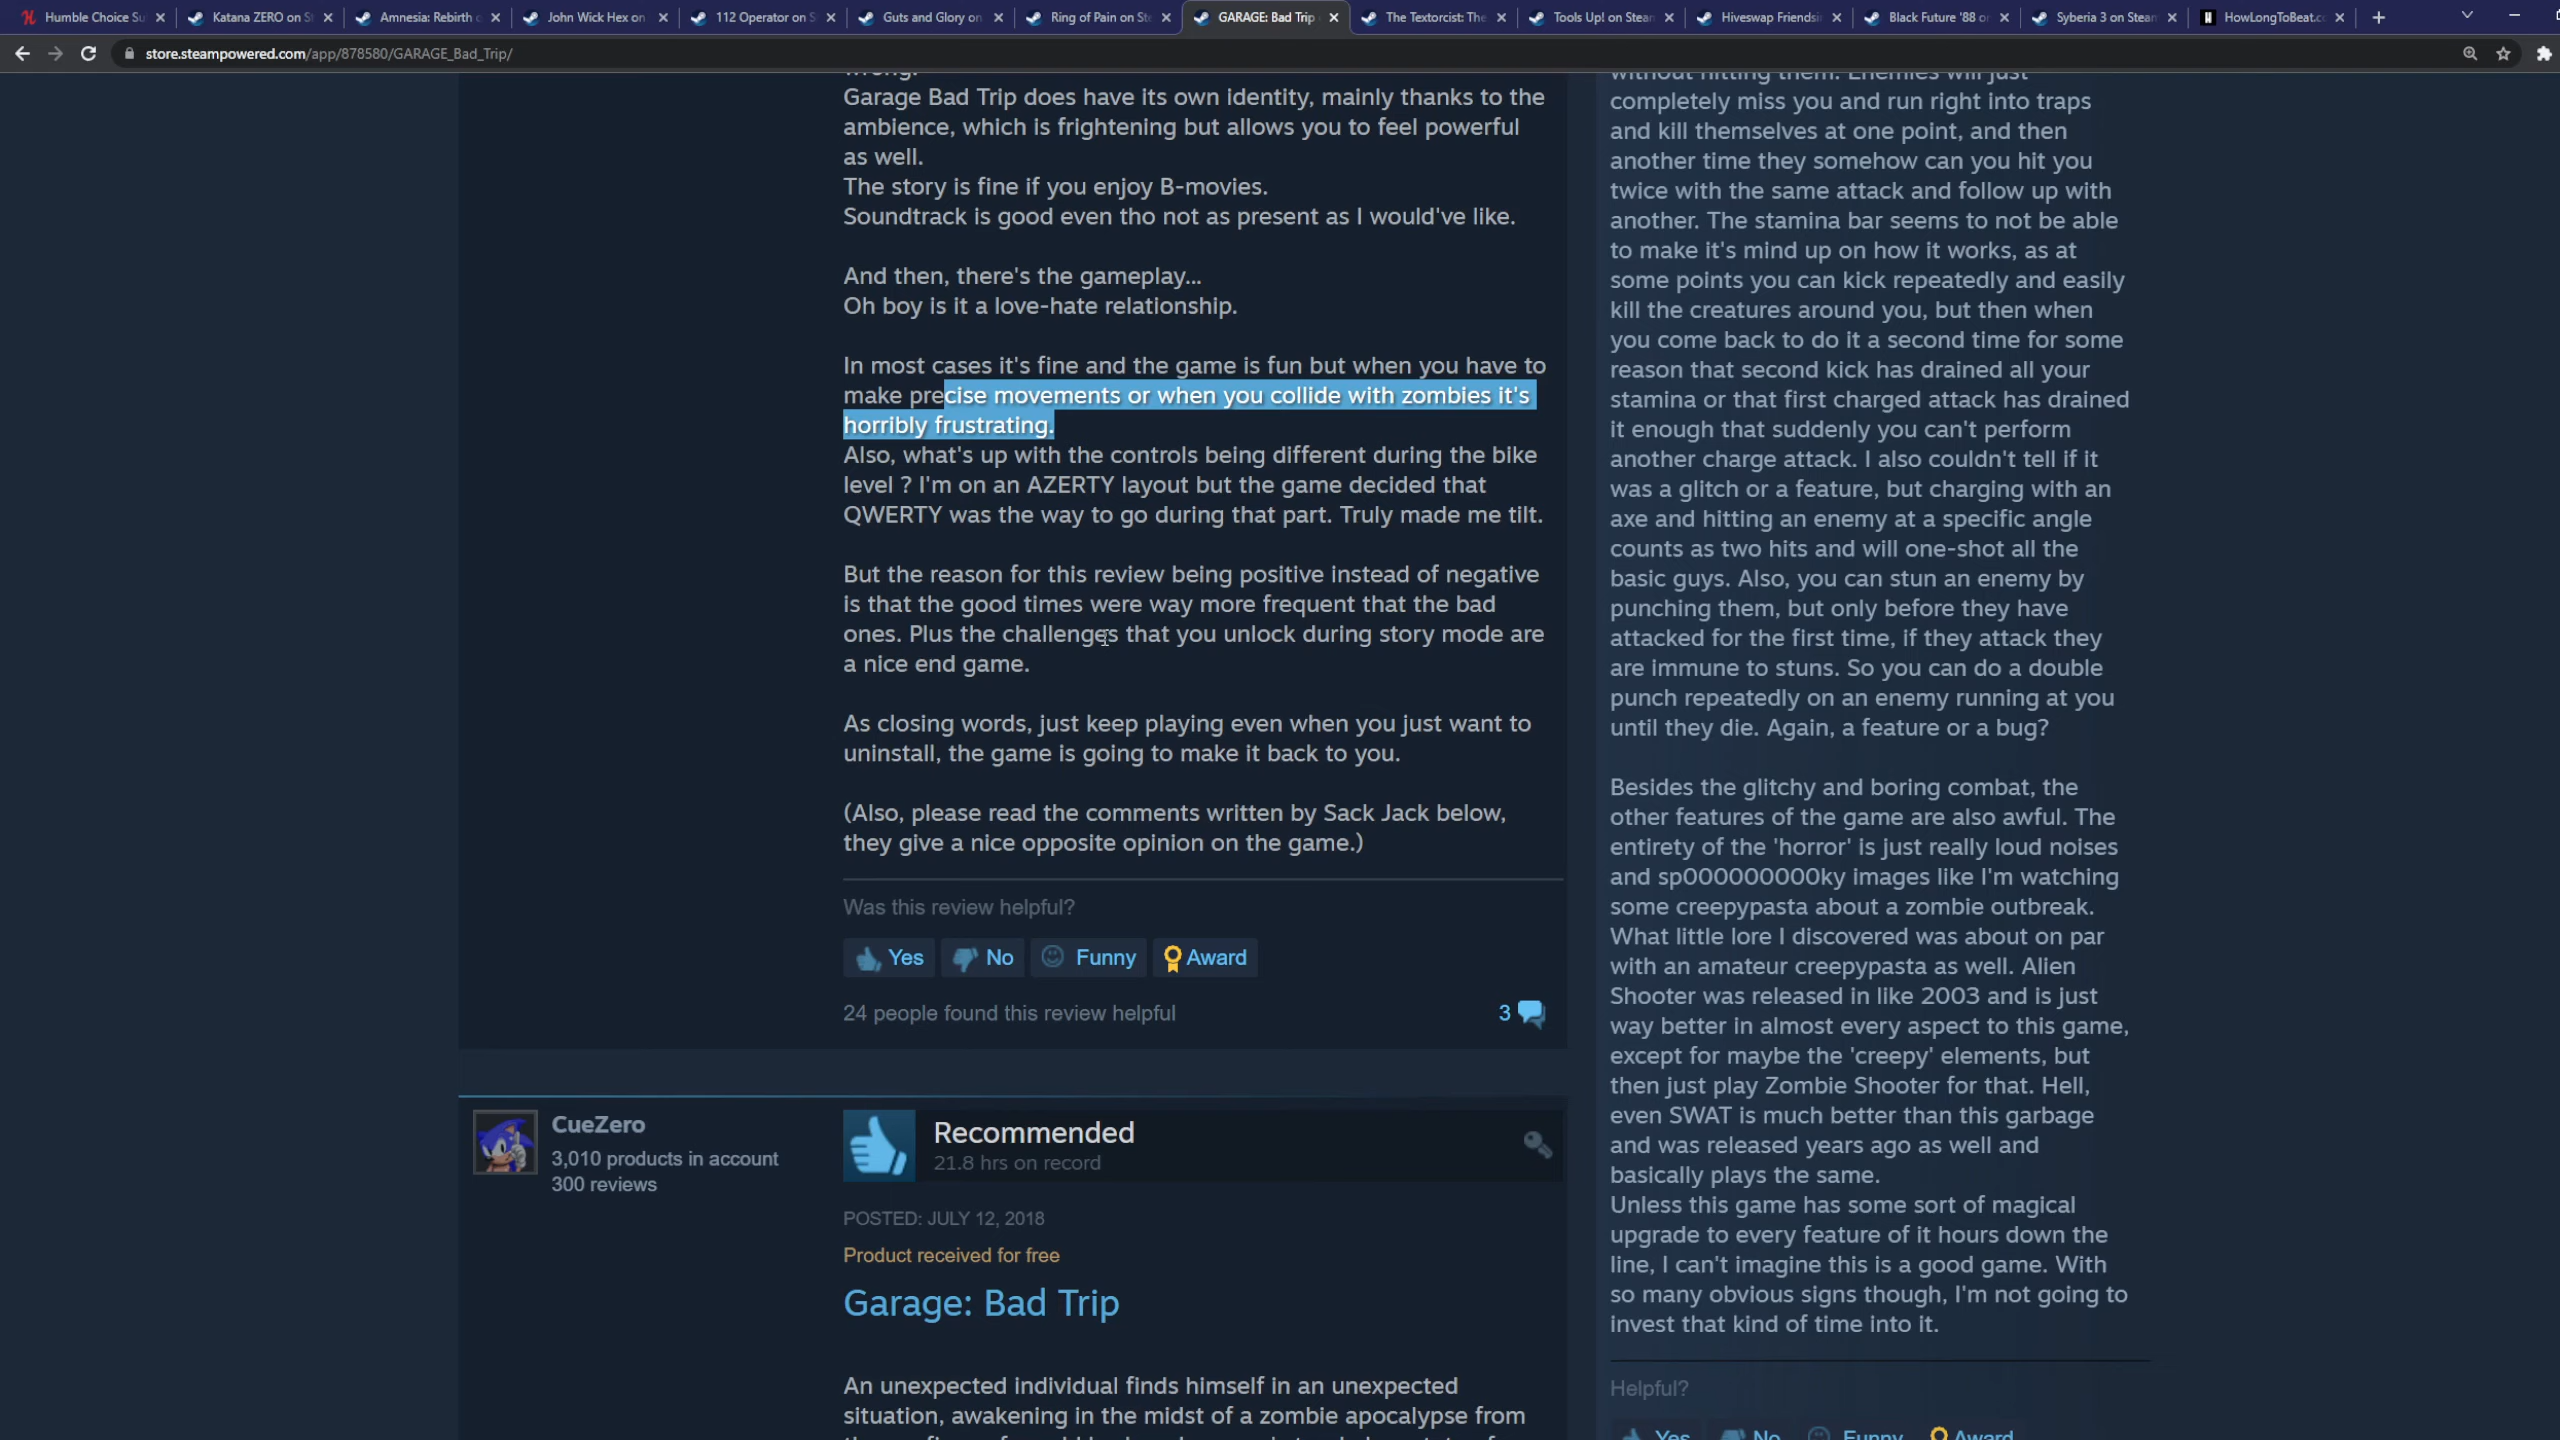 Humble Choice Su
Katana ZERO on S
Amnesia: Rebirth
John Wick Hex on
112 Operator on S
Guts and Glory on
Ring of Pain on Ste
GARAGE: Bad Trip
The Textorcist: The
Tools Up! on Stean
Hiveswap Friendsi
Black Future '88 or
Syberia 3 on Stean
HowLongToBeat.c
store.steampowered.com/app/878580/GARAGE_Bad_Trip/
wrong.
Garage Bad Trip does have its own identity, mainly thanks to the
ambience, which is frightening but allows you to feel powerful
as well.
The story is fine if you enjoy B-movies.
Soundtrack is good even tho not as present as I would've like.
And then, there's the gameplay...
Oh boy is it a love-hate relationship.
In most cases it's fine and the game is fun but when you have to
make precise movements or when you collide with zombies it's
horribly frustrating.
Also, what's up with the controls being different during the bike
level ? I'm on an AZERTY layout but the game decided that
QWERTY was the way to go during that part. Truly made me tilt.
But the reason for this review being positive instead of negative
is that the good times were way more frequent that the bad
ones. Plus the challenges that you unlock during story mode are
a nice end game.
As closing words, just keep playing even when you just want to
uninstall, the game is going to make it back to you.
(Also, please read the comments written by Sack Jack below,
they give a nice opposite opinion on the game.)
Was this review helpful?
Yes
No
Funny
Award
24 people found this review helpful
3
CueZero
3,010 products in account
300 reviews
Recommended
21.8 hrs on record
POSTED: JULY 12, 2018
Product received for free
Garage: Bad Trip
An unexpected individual finds himself in an unexpected
situation, awakening in the midst of a zombie apocalypse from
without hitting them. Enemies will just
completely miss you and run right into traps
and kill themselves at one point, and then
another time they somehow can you hit you
twice with the same attack and follow up with
another. The stamina bar seems to not be able
to make it's mind up on how it works, as at
some points you can kick repeatedly and easily
kill the creatures around you, but then when
you come back to do it a second time for some
reason that second kick has drained all your
stamina or that first charged attack has drained
it enough that suddenly you can't perform
another charge attack. I also couldn't tell if it
was a glitch or a feature, but charging with an
axe and hitting an enemy at a specific angle
counts as two hits and will one-shot all the
basic guys. Also, you can stun an enemy by
punching them, but only before they have
attacked for the first time, if they attack they
are immune to stuns. So you can do a double
punch repeatedly on an enemy running at you
until they die. Again, a feature or a bug?
Besides the glitchy and boring combat, the
other features of the game are also awful. The
entirety of the 'horror' is just really loud noises
and sp000000000ky images like I'm watching
some creepypasta about a zombie outbreak.
What little lore I discovered was about on par
with an amateur creepypasta as well. Alien
Shooter was released in like 2003 and is just
way better in almost every aspect to this game,
except for maybe the 'creepy' elements, but
then just play Zombie Shooter for that. Hell,
even SWAT is much better than this garbage
and was released years ago as well and
basically plays the same.
Unless this game has some sort of magical
upgrade to every feature of it hours down the
line, I can't imagine this is a good game. With
so many obvious signs though, I'm not going to
invest that kind of time into it.
Helpful?
Yes
No
Funny
Award